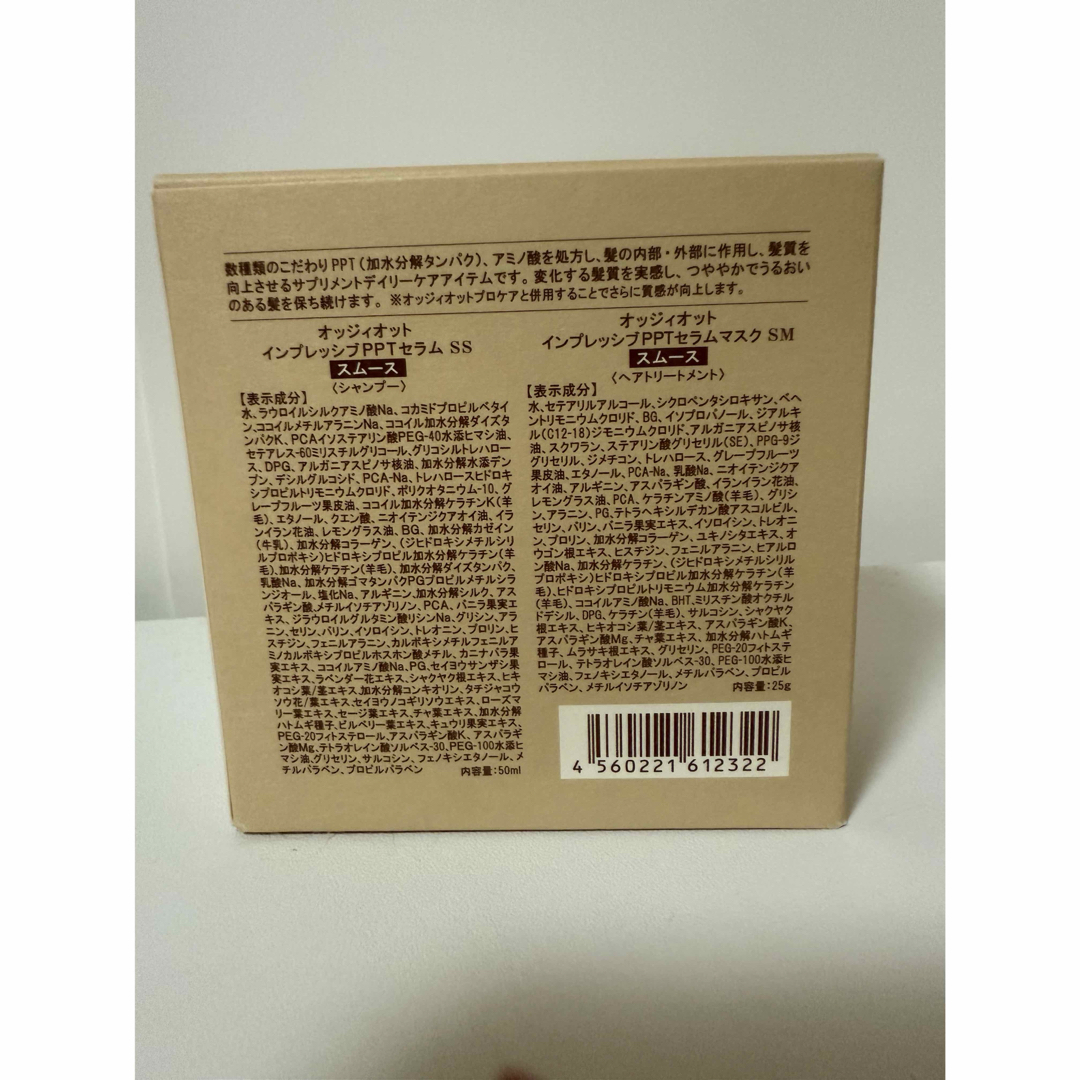 数種類のこだわりPPT(加水分解タンパク)、アミノ酸を処方し、髪の内部・外部に作用し、髪質を
向上させるサプリメントデイリーケアアイテムです。変化する髪質を実感し、つややかでうるおい
のある髪を保ち続けます。 ※オッジィオットプロケアと併用することでさらに質感が向上します。
オッジィオット
インプレッシブPPTセラム SS
スムース
〈シャンプー〉
【表示成分】
水、ラウロイルシルクアミノ酸Na、コカミドプロピルベタイ
ン、ココイルメチルアラニンNa、ココイル加水分解ダイズタ
ンパクK、PCAイソステアリン酸PEG-40水添ヒマシ油、
セテアレス-60ミリスチルグリコール、グリコシルトレハロー
ス、DPG、アルガニアスピノサ核油、加水分解水添デン
プン、デシルグルコシド、PCA-Na、トレハロースヒドロキ
シプロピルトリモニウムクロリド、ポリクオタニウム-10、グ
レープフルーツ果皮油、ココイル加水分解ケラチンK(羊
毛)、エタノール、クエン酸、ニオイテンジクアオイ油、イラ
ンイラン花油、レモングラス油、BG、加水分解カゼイン
(牛乳)、加水分解コラーゲン、(ジヒドロキシメチルシリ
ルプロポキシ)ヒドロキシプロピル加水分解ケラチン(羊
毛)、加水分解ケラチン(羊毛)、加水分解ダイズタンパク、
乳酸Na、加水分解ゴマタンパクPGプロピルメチルシラ
ンジオール、塩化Na、アルギニン、加水分解シルク、アス
パラギン酸、メチルイソチアゾリノン、PCA、バニラ果実エ
キス、ジラウロイルグルタミン酸リシンNa、グリシン、アラ
ニン、セリン、バリン、イソロイシン、トレオニン、プロリン、ヒ
スチジン、フェニルアラニン、カルボキシメチルフェニルア
ミノカルボキシプロピルホスホン酸メチル、カニナバラ果
実エキス、ココイルアミノ酸Na、PG、セイヨウサンザシ果
実エキス、ラベンダー花エキス、シャクヤク根エキス、ヒキ
オコシ葉/茎エキス、加水分解コンキオリン、タチジャコウ
ソウ花/葉エキス、セイヨウノコギリソウエキス、ローズマ
リー葉エキス、セージ葉エキス、チャ葉エキス、加水分解
ハトムギ種子、ビルベリー葉エキス、キュウリ果実エキス、
PEG-20フィトステロール、アスパラギン酸K、アスパラギ
ン酸Mg、テトラオレイン酸ソルベス-30、PEG-100水添ヒ
マシ油、グリセリン、サルコシン、フェノキシエタノール、メ
チルパラベン、プロピルパラベン 内容量:50ml
オッジィオット
インプレッシブPPTセラムマスク SM
スムース
〈ヘアトリートメント〉
【表示成分】
水、セテアリルアルコール、シクロペンタシロキサン、ベヘ
ントリモニウムクロリド、BG、イソプロパノール、ジアルキ
ル(C12-18)ジモニウムクロリド、アルガニアスピノサ核
油、スクワラン、ステアリン酸グリセリル(SE)、PPG-9ジ
グリセリル、ジメチコン、トレハロース、グレープフルーツ
果皮油、エタノール、PCA-Na、乳酸Na、ニオイテンジクア
オイ油、アルギニン、アスパラギン酸、イランイラン花油、
レモングラス油、PCA、ケラチンアミノ酸(羊毛)、グリシ
ン、アラニン、PG、テトラヘキシルデカン酸アスコルビル、
セリン、バリン、バニラ果実エキス、イソロイシン、トレオニ
ン、プロリン、加水分解コラーゲン、ユキノシタエキス、オ
ウゴン根エキス、ヒスチジン、フェニルアラニン、ヒアルロ
ン酸Na、加水分解ケラチン、(ジヒドロキシメチルシリル
プロポキシ)ヒドロキシプロピル加水分解ケラチン(羊
毛)、ヒドロキシプロピルトリモニウム加水分解ケラチン
(羊毛)、ココイルアミノ酸Na、BHT、ミリスチン酸オクチル
ドデシル、DPG、ケラチン(羊毛)、サルコシン、シャクヤク
根エキス、ヒキオコシ葉/茎エキス、アスパラギン酸K、
アスパラギン酸Mg、チャ葉エキス、加水分解ハトムギ
種子、ムラサキ根エキス、グリセリン、PEG-20フィトステ
ロール、テトラオレイン酸ソルベス-30、PEG-100水添ヒ
マシ油、フェノキシエタノール、メチルパラベン、プロピル
パラベン、メチルイソチアゾリノン 内容量:25g
4 560221 612322